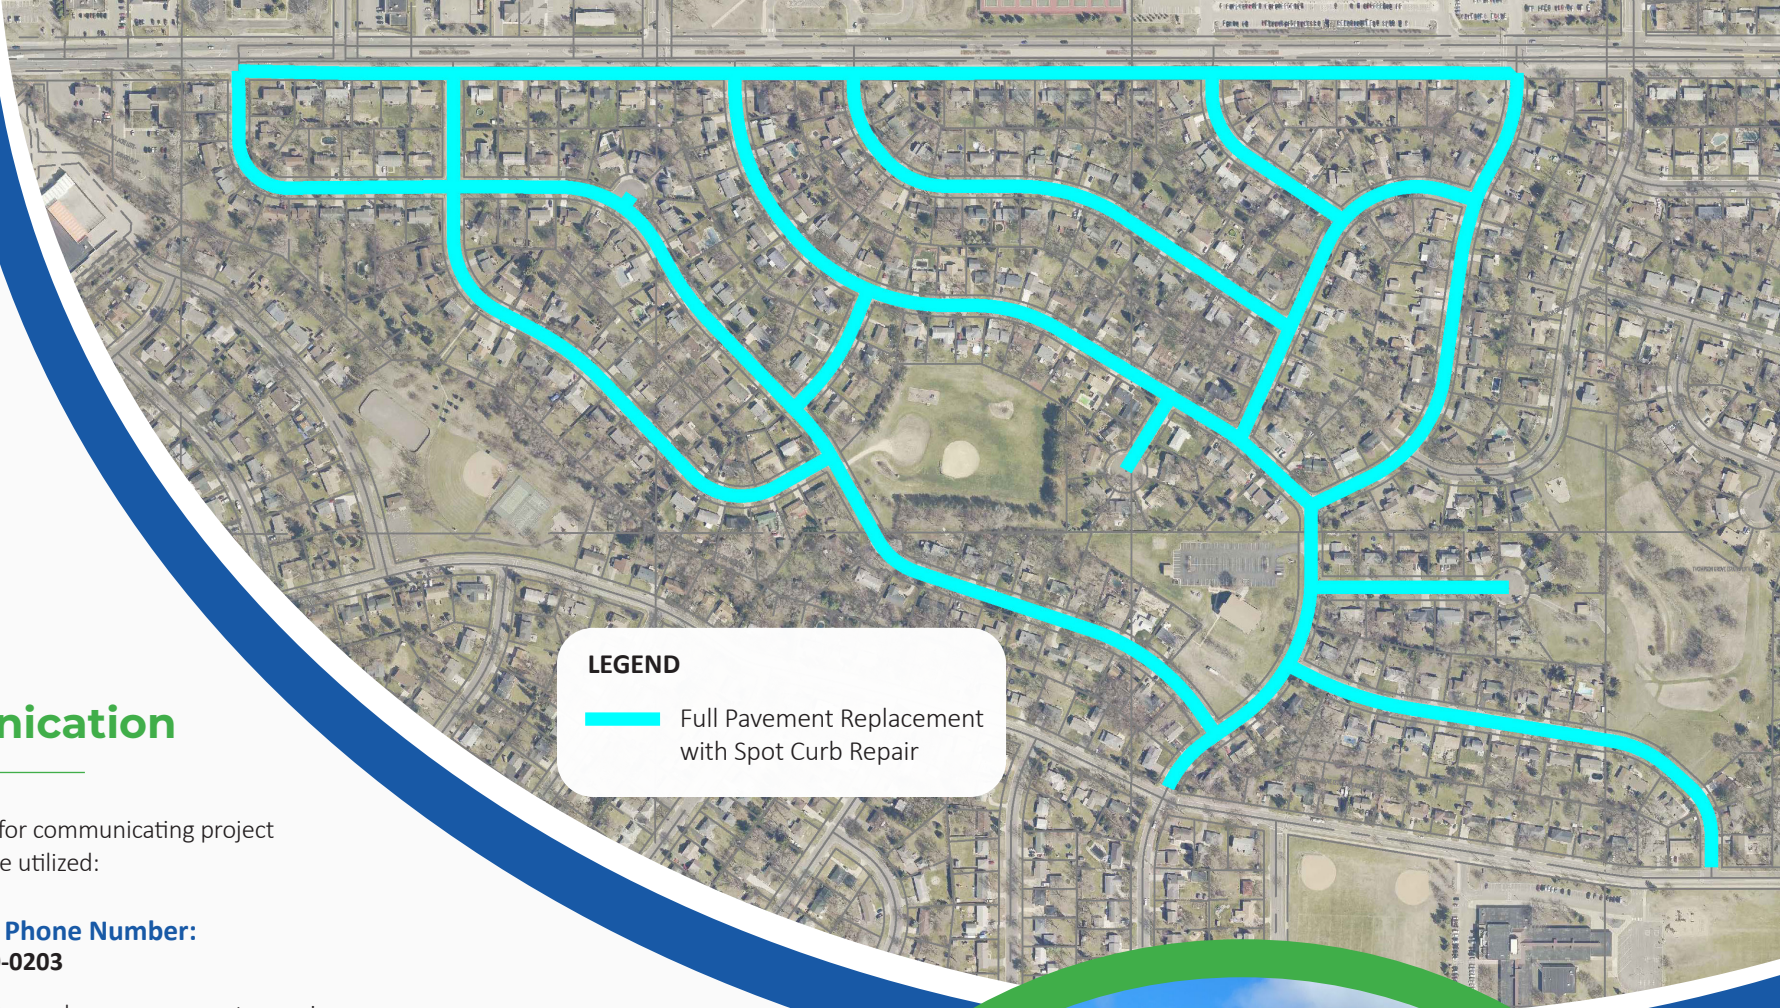 LEGEND
Full Pavement Replacement
with Spot Curb Repair
nication
for communicating project
e utilized:
Phone Number:
-0203